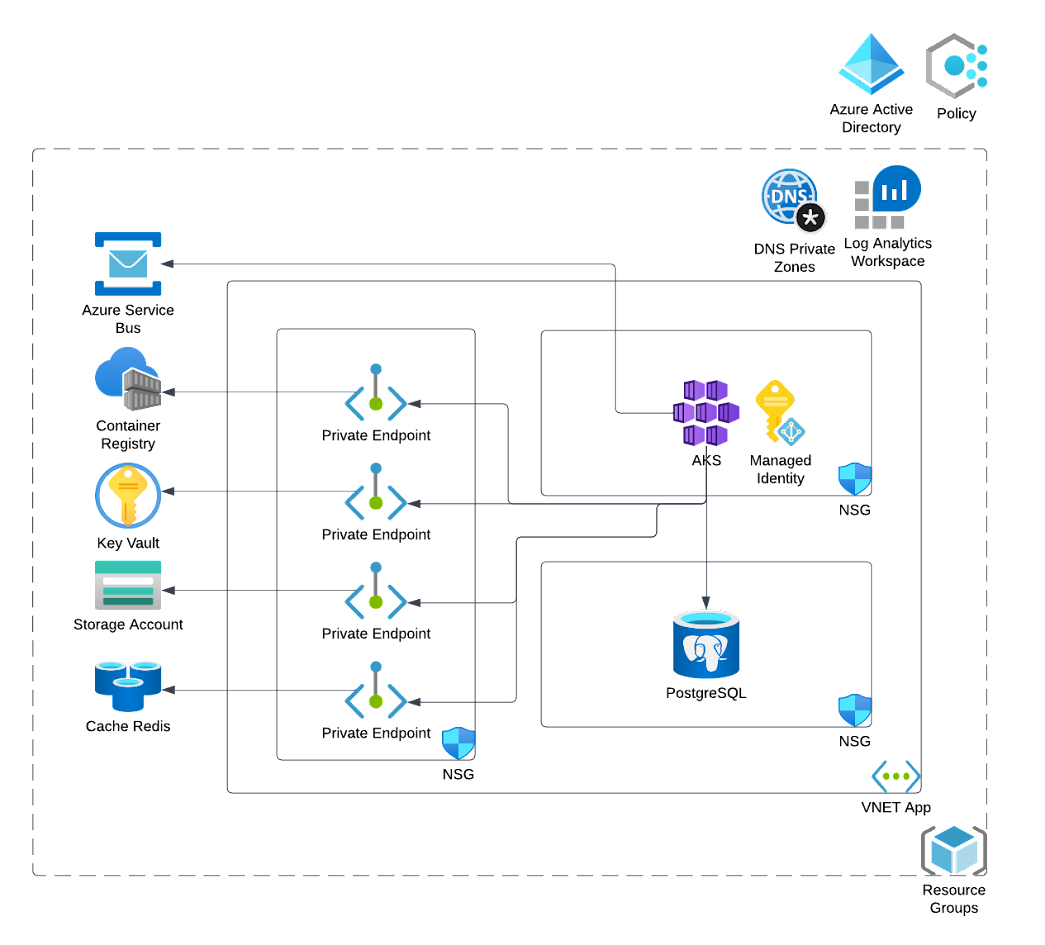 Azure Active
Directory
Policy
DNS
*
DNS Private
Zones
Log Analytics
Workspace
Azure Service
Bus
Container
Registry
Key Vault
Storage Account
Cache Redis
Private Endpoint
Private Endpoint
Private Endpoint
Private Endpoint
NSG
AKS
Managed
Identity
NSG
PostgreSQL
NSG
VNET App
Resource
Groups